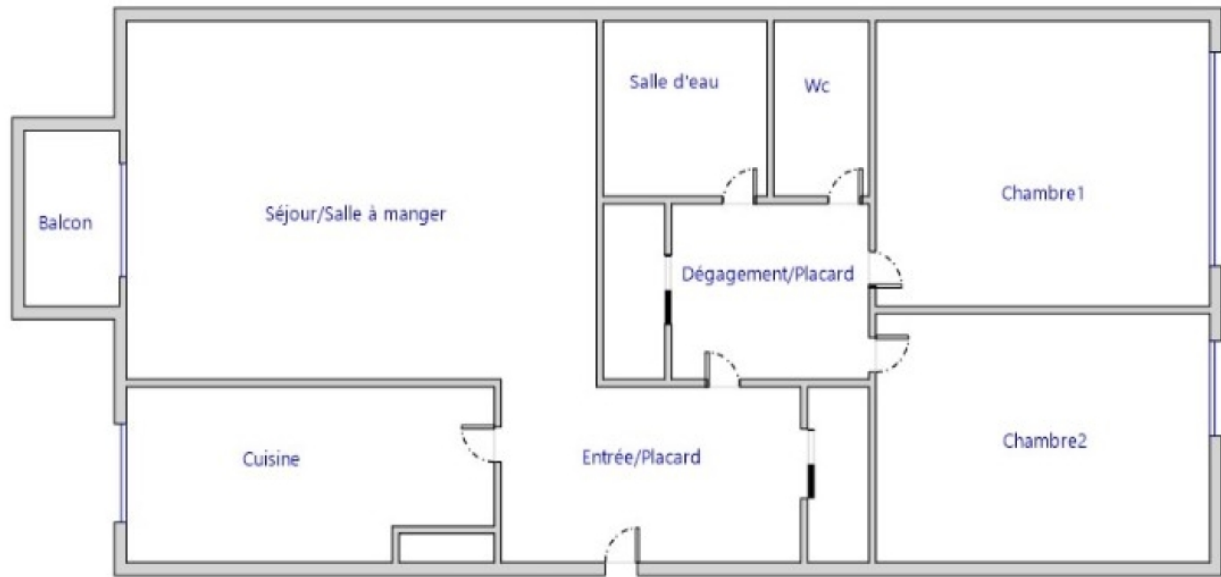 Salle d'eau
Wc
Chambre1
Balcon
Séjour/Salle à manger
Dégagement/Placard
Cuisine
Entrée/Placard
Chambre2